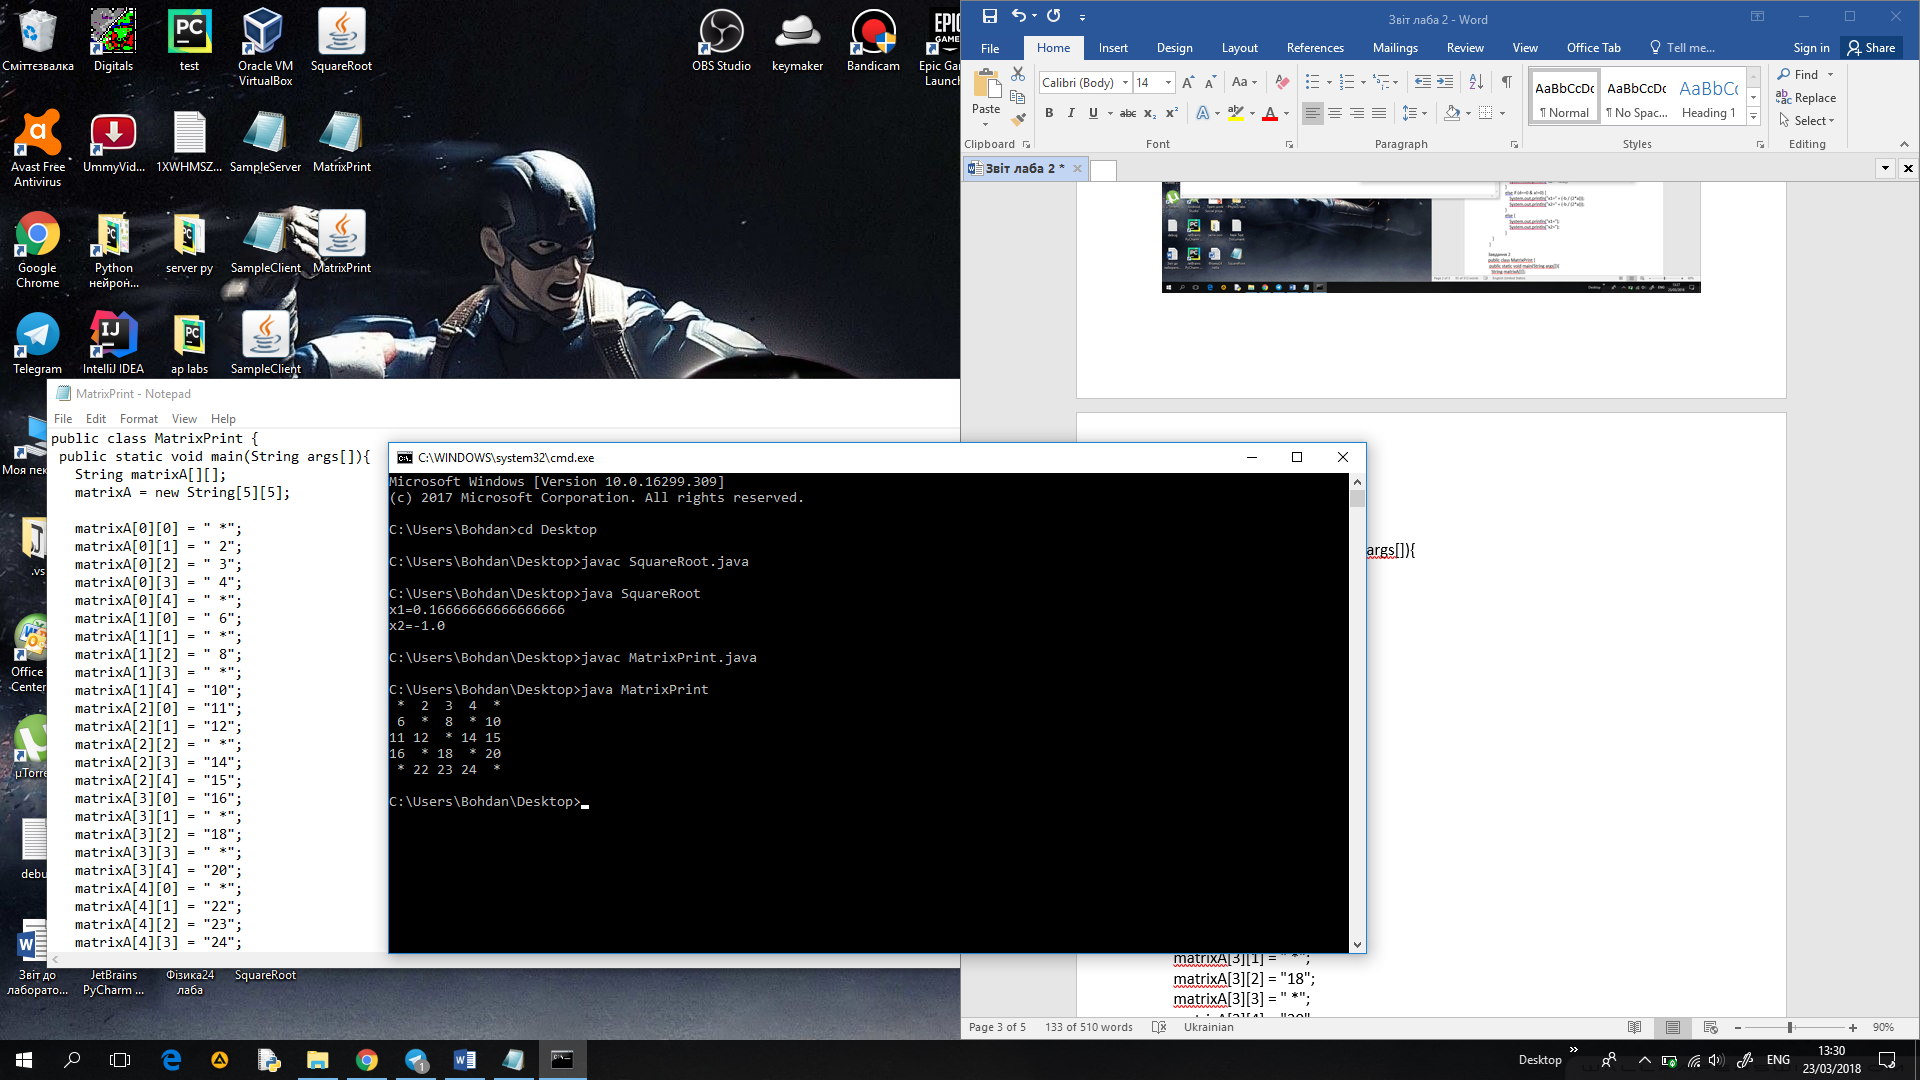 Сміттєзвалка
Digitals
test
Oracle VM VirtualBox
SquareRoot
OBS Studio
keymaker
Bandicam
Avast Free Antivirus
UmmyVid...
1XWHMSZ...
SampleServer
MatrixPrint
Google Chrome
Python нейрон...
server py
SampleClient
MatrixPrint
Telegram
IntelliJ IDEA
ap labs
SampleClient
Звіт лаба 2 - Word
File Home Insert Design Layout References Mailings Review View Office Tab Tell me... Sign in Share
Paste
Calibri (Body) 14
AaBbCcDc AaBbCcDc AaBbCc
¶ Normal ¶ No Spac... Heading 1
Find
Replace
Select
Clipboard Font Paragraph Styles Editing
Звіт лаба 2 *
MatrixPrint - Notepad
File Edit Format View Help
public class MatrixPrint {
public static void main(String args[]){
String matrixA[][];
matrixA = new String[5][5];
matrixA[0][0] = " *";
matrixA[0][1] = " 2";
matrixA[0][2] = " 3";
matrixA[0][3] = " 4";
matrixA[0][4] = " *";
matrixA[1][0] = " 6";
matrixA[1][1] = " *";
matrixA[1][2] = " 8";
matrixA[1][3] = " *";
matrixA[1][4] = "10";
matrixA[2][0] = "11";
matrixA[2][1] = "12";
matrixA[2][2] = " *";
matrixA[2][3] = "14";
matrixA[2][4] = "15";
matrixA[3][0] = "16";
matrixA[3][1] = " *";
matrixA[3][2] = "18";
matrixA[3][3] = " *";
matrixA[3][4] = "20";
matrixA[4][0] = " *";
matrixA[4][1] = "22";
matrixA[4][2] = "23";
matrixA[4][3] = "24";
C:\WINDOWS\system32\cmd.exe
Microsoft Windows [Version 10.0.16299.309]
(c) 2017 Microsoft Corporation. All rights reserved.
C:\Users\Bohdan>cd Desktop
C:\Users\Bohdan\Desktop>javac SquareRoot.java
C:\Users\Bohdan\Desktop>java SquareRoot
x1=0.16666666666666666
x2=-1.0
C:\Users\Bohdan\Desktop>javac MatrixPrint.java
C:\Users\Bohdan\Desktop>java MatrixPrint
* 2 3 4 *
6 * 8 * 10
11 12 * 14 15
16 * 18 * 20
* 22 23 24 *
C:\Users\Bohdan\Desktop>
args[]){
matrixA[3][1] = " *";
matrixA[3][2] = "18";
matrixA[3][3] = " *";
Звіт до лаборато...
JetBrains PyCharm ...
Фізика24 лаба
SquareRoot
Page 3 of 5 133 of 510 words Ukrainian 90%
Desktop ENG
13:30
23/03/2018